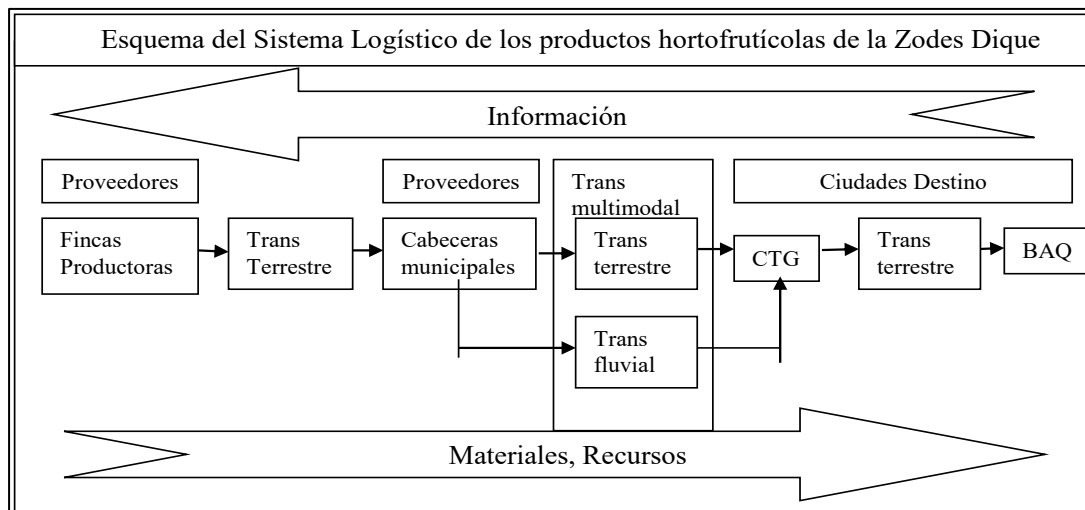 Esquema del Sistema Logístico de los productos hortofrutícolas de la Zodes Dique
Información
Proveedores
Proveedores
Trans
multimodal
Ciudades Destino
Fincas
Productoras
Trans
Terrestre
Cabeceras
municipales
Trans
terrestre
CTG
Trans
terrestre
BAQ
Trans
fluvial
Materiales, Recursos